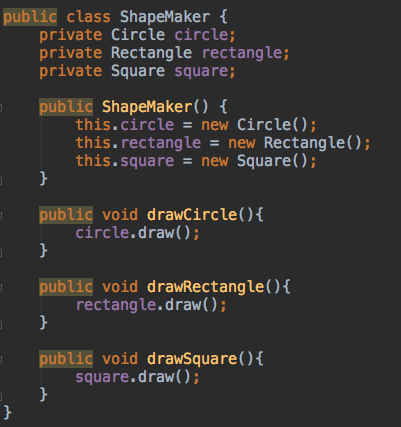 public class ShapeMaker {
    private Circle circle;
    private Rectangle rectangle;
    private Square square;

    public ShapeMaker() {
        this.circle = new Circle();
        this.rectangle = new Rectangle();
        this.square = new Square();
    }

    public void drawCircle(){
        circle.draw();
    }

    public void drawRectangle(){
        rectangle.draw();
    }

    public void drawSquare(){
        square.draw();
    }
}